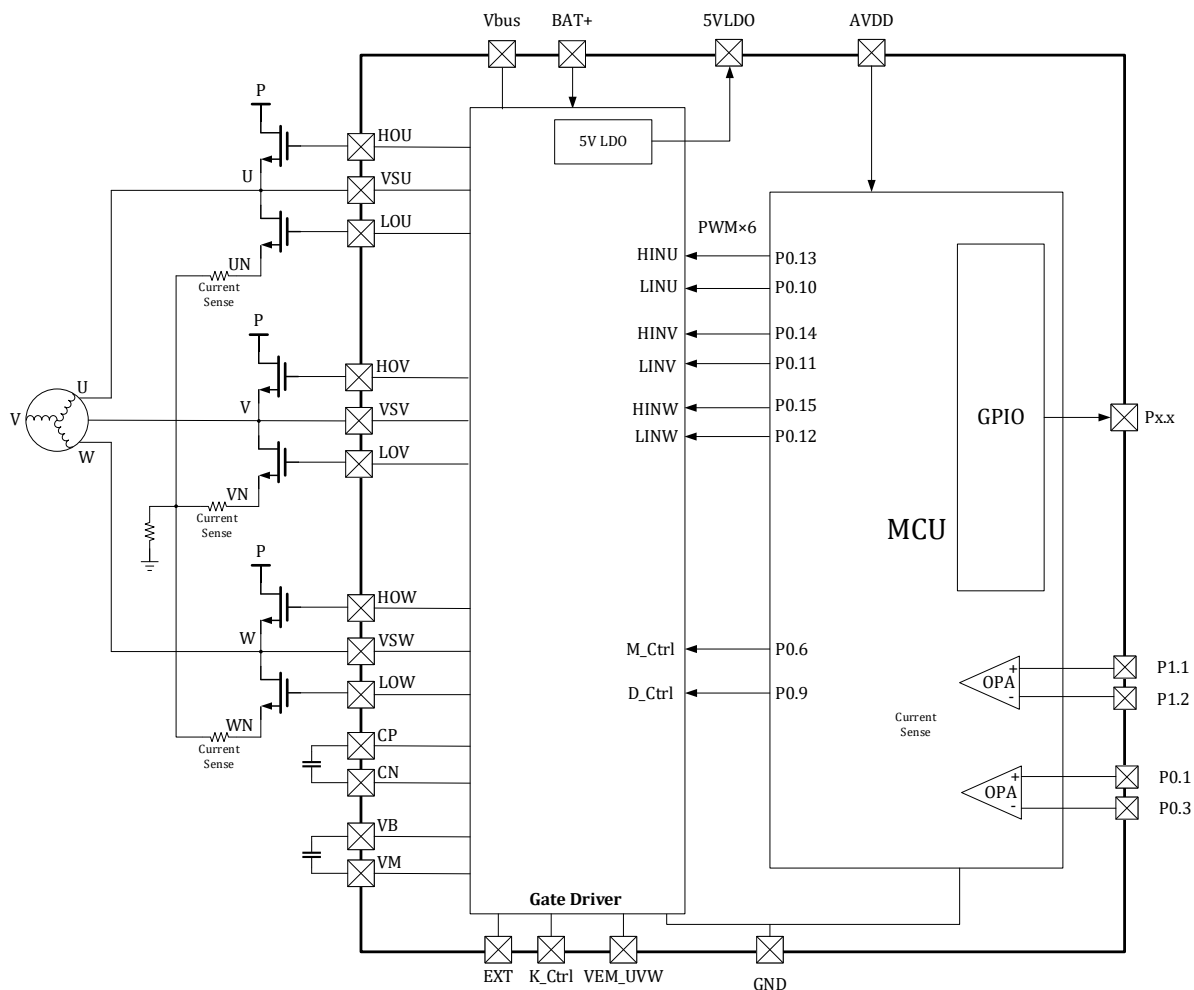 Vbus BAT+ 5VLDO AVDD
P
HOU
5V LDO
U VSU
LOU
PWM×6
UN
Current
Sense
HINU P0.13
LINU P0.10
P
HINV P0.14
HOV LINV P0.11
U
V V VSV HINW P0.15 GPIO Px.x
W
LINW P0.12
LOV
VN
Current
Sense
MCU
P
HOW
W VSW M_Ctrl P0.6
LOW D_Ctrl P0.9
+ P1.1
OPA
- P1.2
WN
Current
Sense
Current
Sense
CP
CN
+ P0.1
OPA
- P0.3
VB
VM
Gate Driver
EXT K_Ctrl VEM_UVW GND